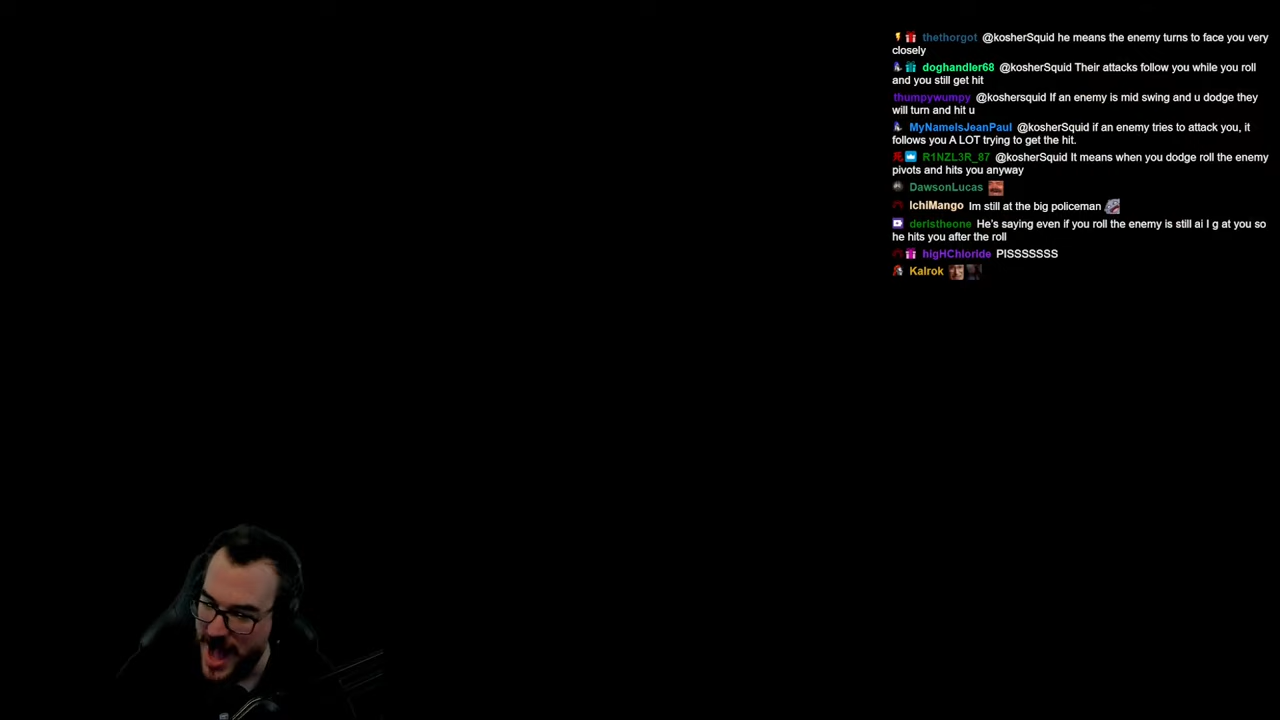 thethorgot @kosherSquid he means the enemy turns to face you very
closely
doghandler68 @kosherSquid Their attacks follow you while you roll
and you still get hit
thumpywumpy @koshersquid If an enemy is mid swing and u dodge they
will turn and hit u
MyNameIsJeanPaul @kosherSquid if an enemy tries to attack you, it
follows you A LOT trying to get the hit.
R1NZL3R_87 @kosherSquid It means when you dodge roll the enemy
pivots and hits you anyway
DawsonLucas
IchiMango Im still at the big policeman
deristheone He's saying even if you roll the enemy is still ai I g at you so
he hits you after the roll
higHChloride PISSSSSSS
Kalrok